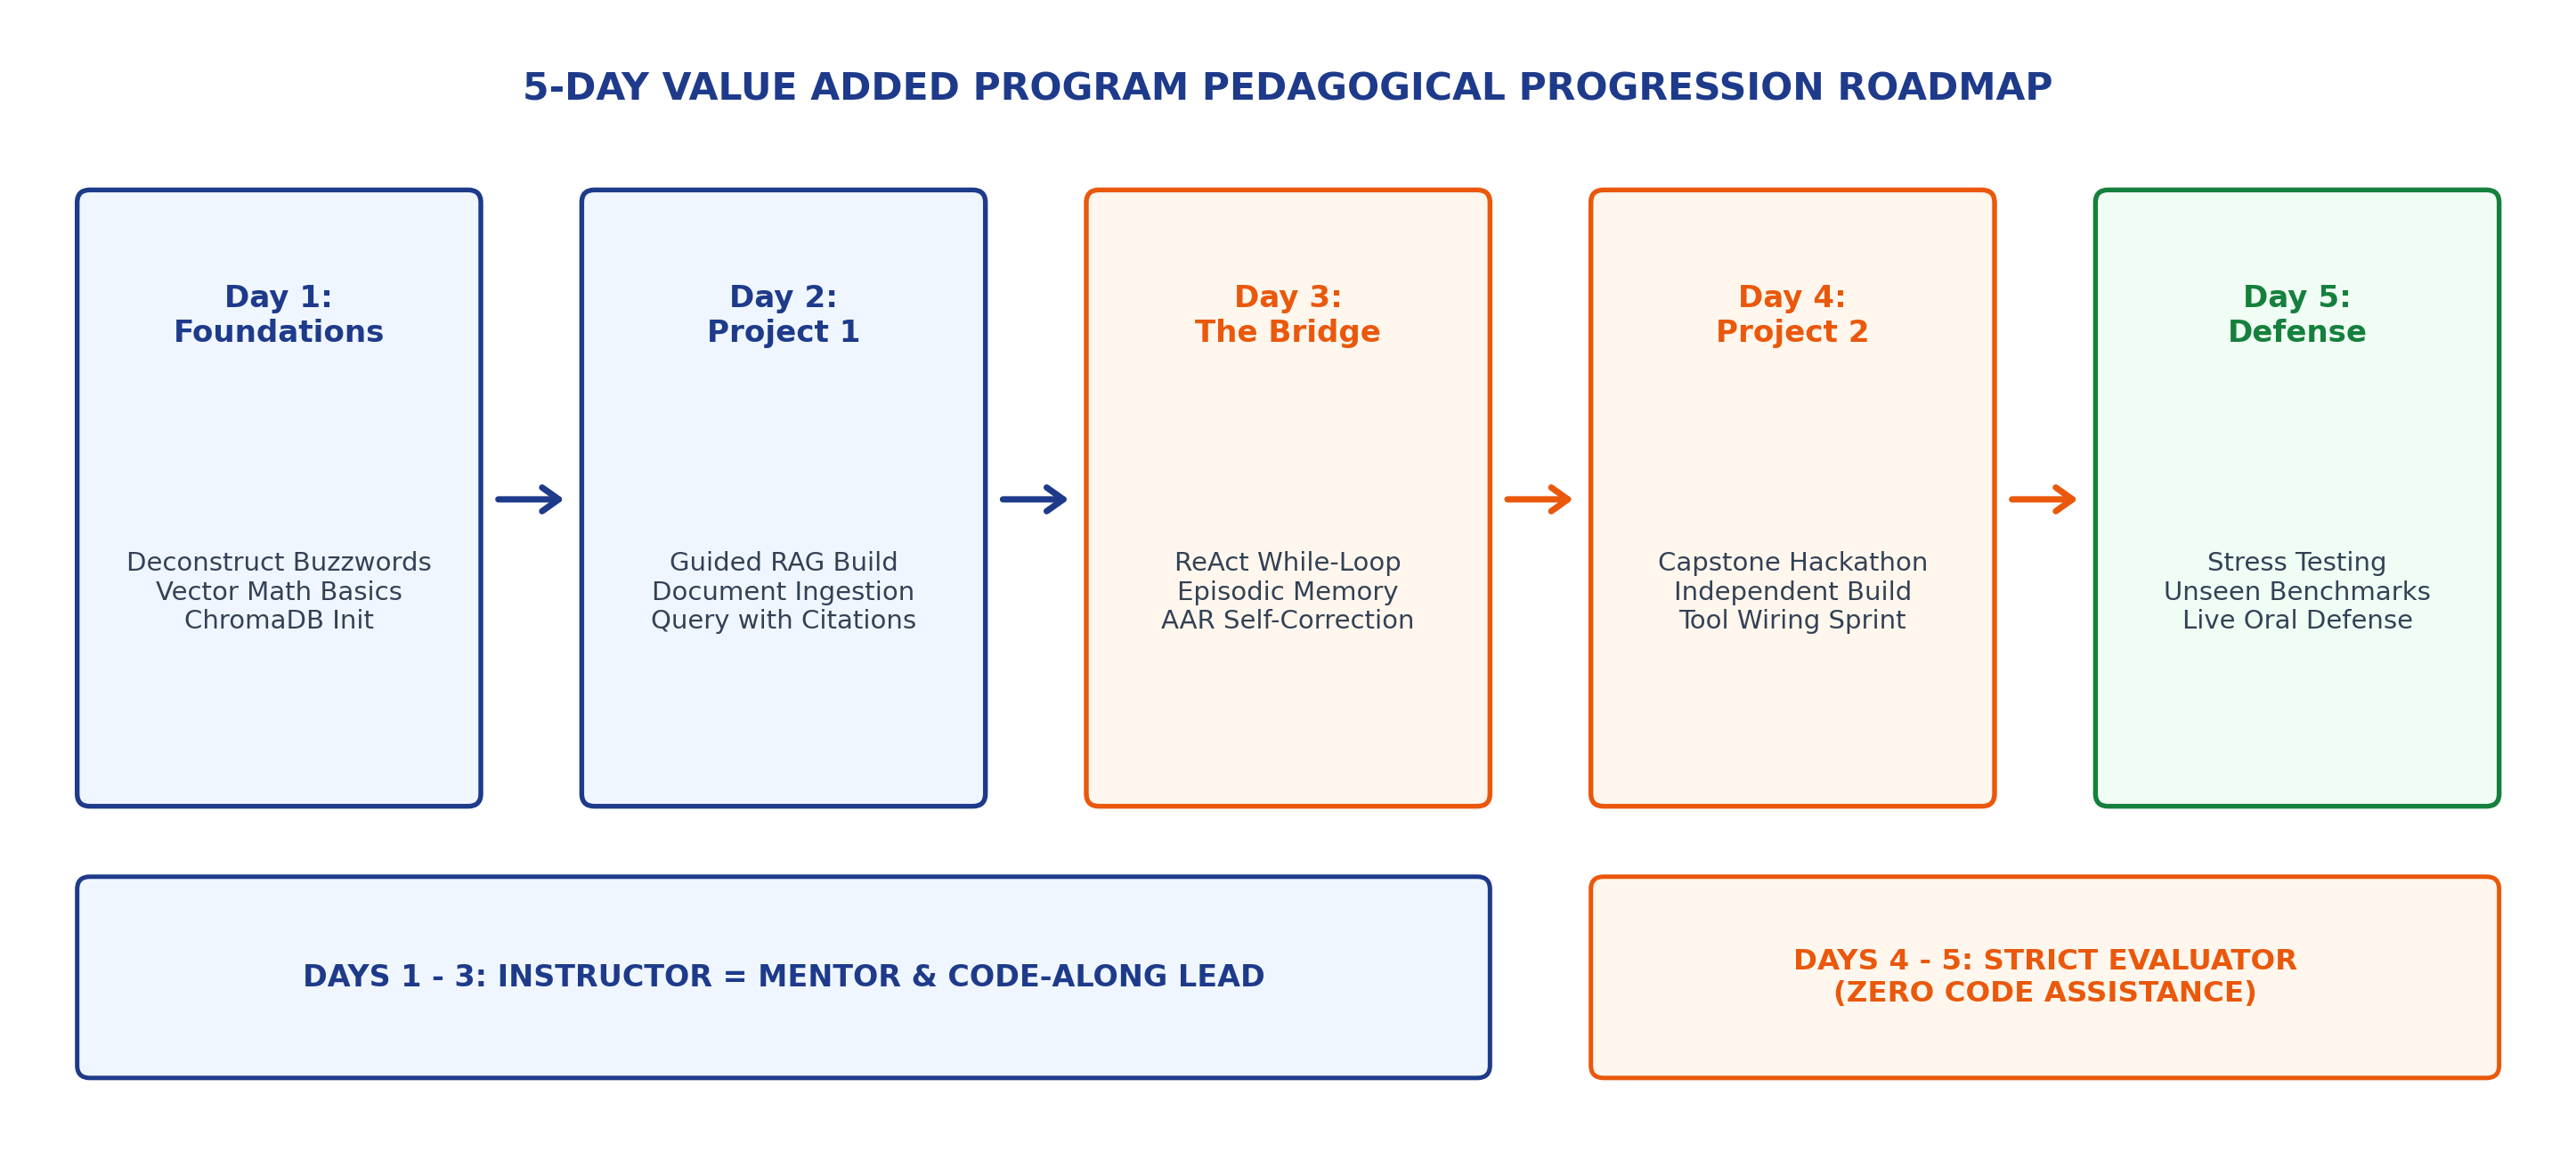 5-DAY VALUE ADDED PROGRAM PEDAGOGICAL PROGRESSION ROADMAP
Day 1:
Foundations
Deconstruct Buzzwords
Vector Math Basics
ChromaDB Init
Day 2:
Project 1
Guided RAG Build
Document Ingestion
Query with Citations
Day 3:
The Bridge
ReAct While-Loop
Episodic Memory
AAR Self-Correction
Day 4:
Project 2
Capstone Hackathon
Independent Build
Tool Wiring Sprint
Day 5:
Defense
Stress Testing
Unseen Benchmarks
Live Oral Defense
DAYS 1 - 3: INSTRUCTOR = MENTOR & CODE-ALONG LEAD
DAYS 4 - 5: STRICT EVALUATOR
(ZERO CODE ASSISTANCE)